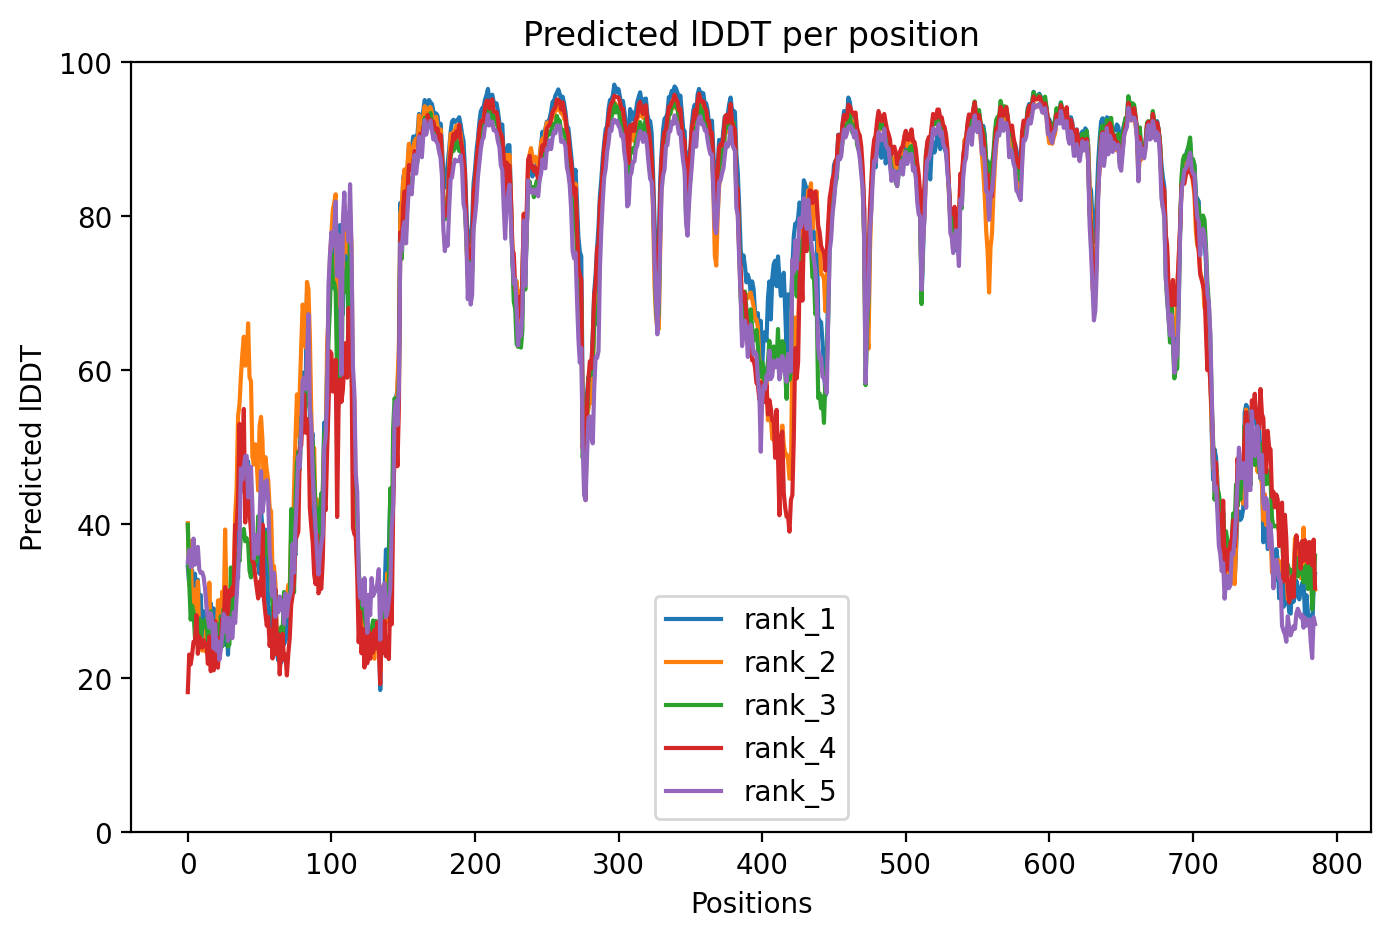 Predicted lDDT per position
100
80
60
40
20
0
Predicted lDDT
rank_1
rank_2
rank_3
rank_4
rank_5
0 100 200 300 400 500 600 700 800
Positions